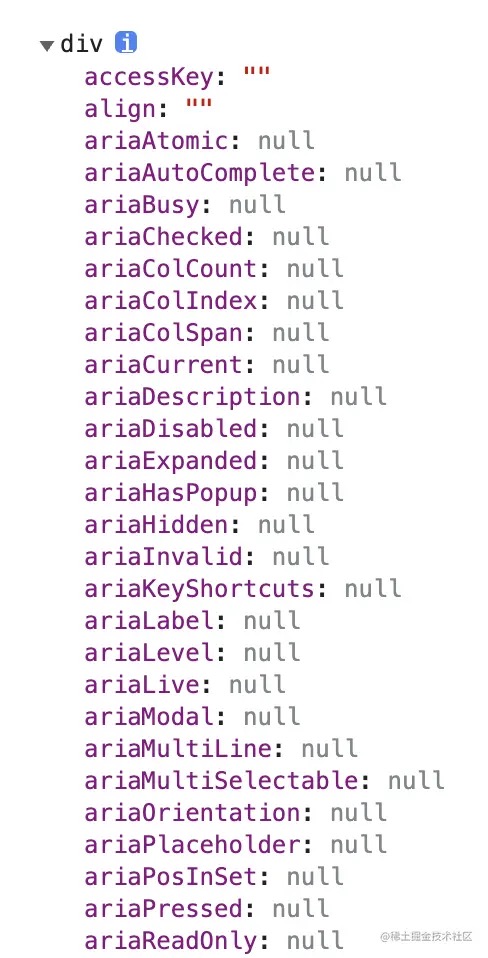 div i
accessKey: ""
align: ""
ariaAtomic: null
ariaAutoComplete: null
ariaBusy: null
ariaChecked: null
ariaColCount: null
ariaColIndex: null
ariaColSpan: null
ariaCurrent: null
ariaDescription: null
ariaDisabled: null
ariaExpanded: null
ariaHasPopup: null
ariaHidden: null
ariaInvalid: null
ariaKeyShortcuts: null
ariaLabel: null
ariaLevel: null
ariaLive: null
ariaModal: null
ariaMultiLine: null
ariaMultiSelectable: null
ariaOrientation: null
ariaPlaceholder: null
ariaPosInSet: null
ariaPressed: null
ariaReadOnly: null
@稀土掘金技术社区